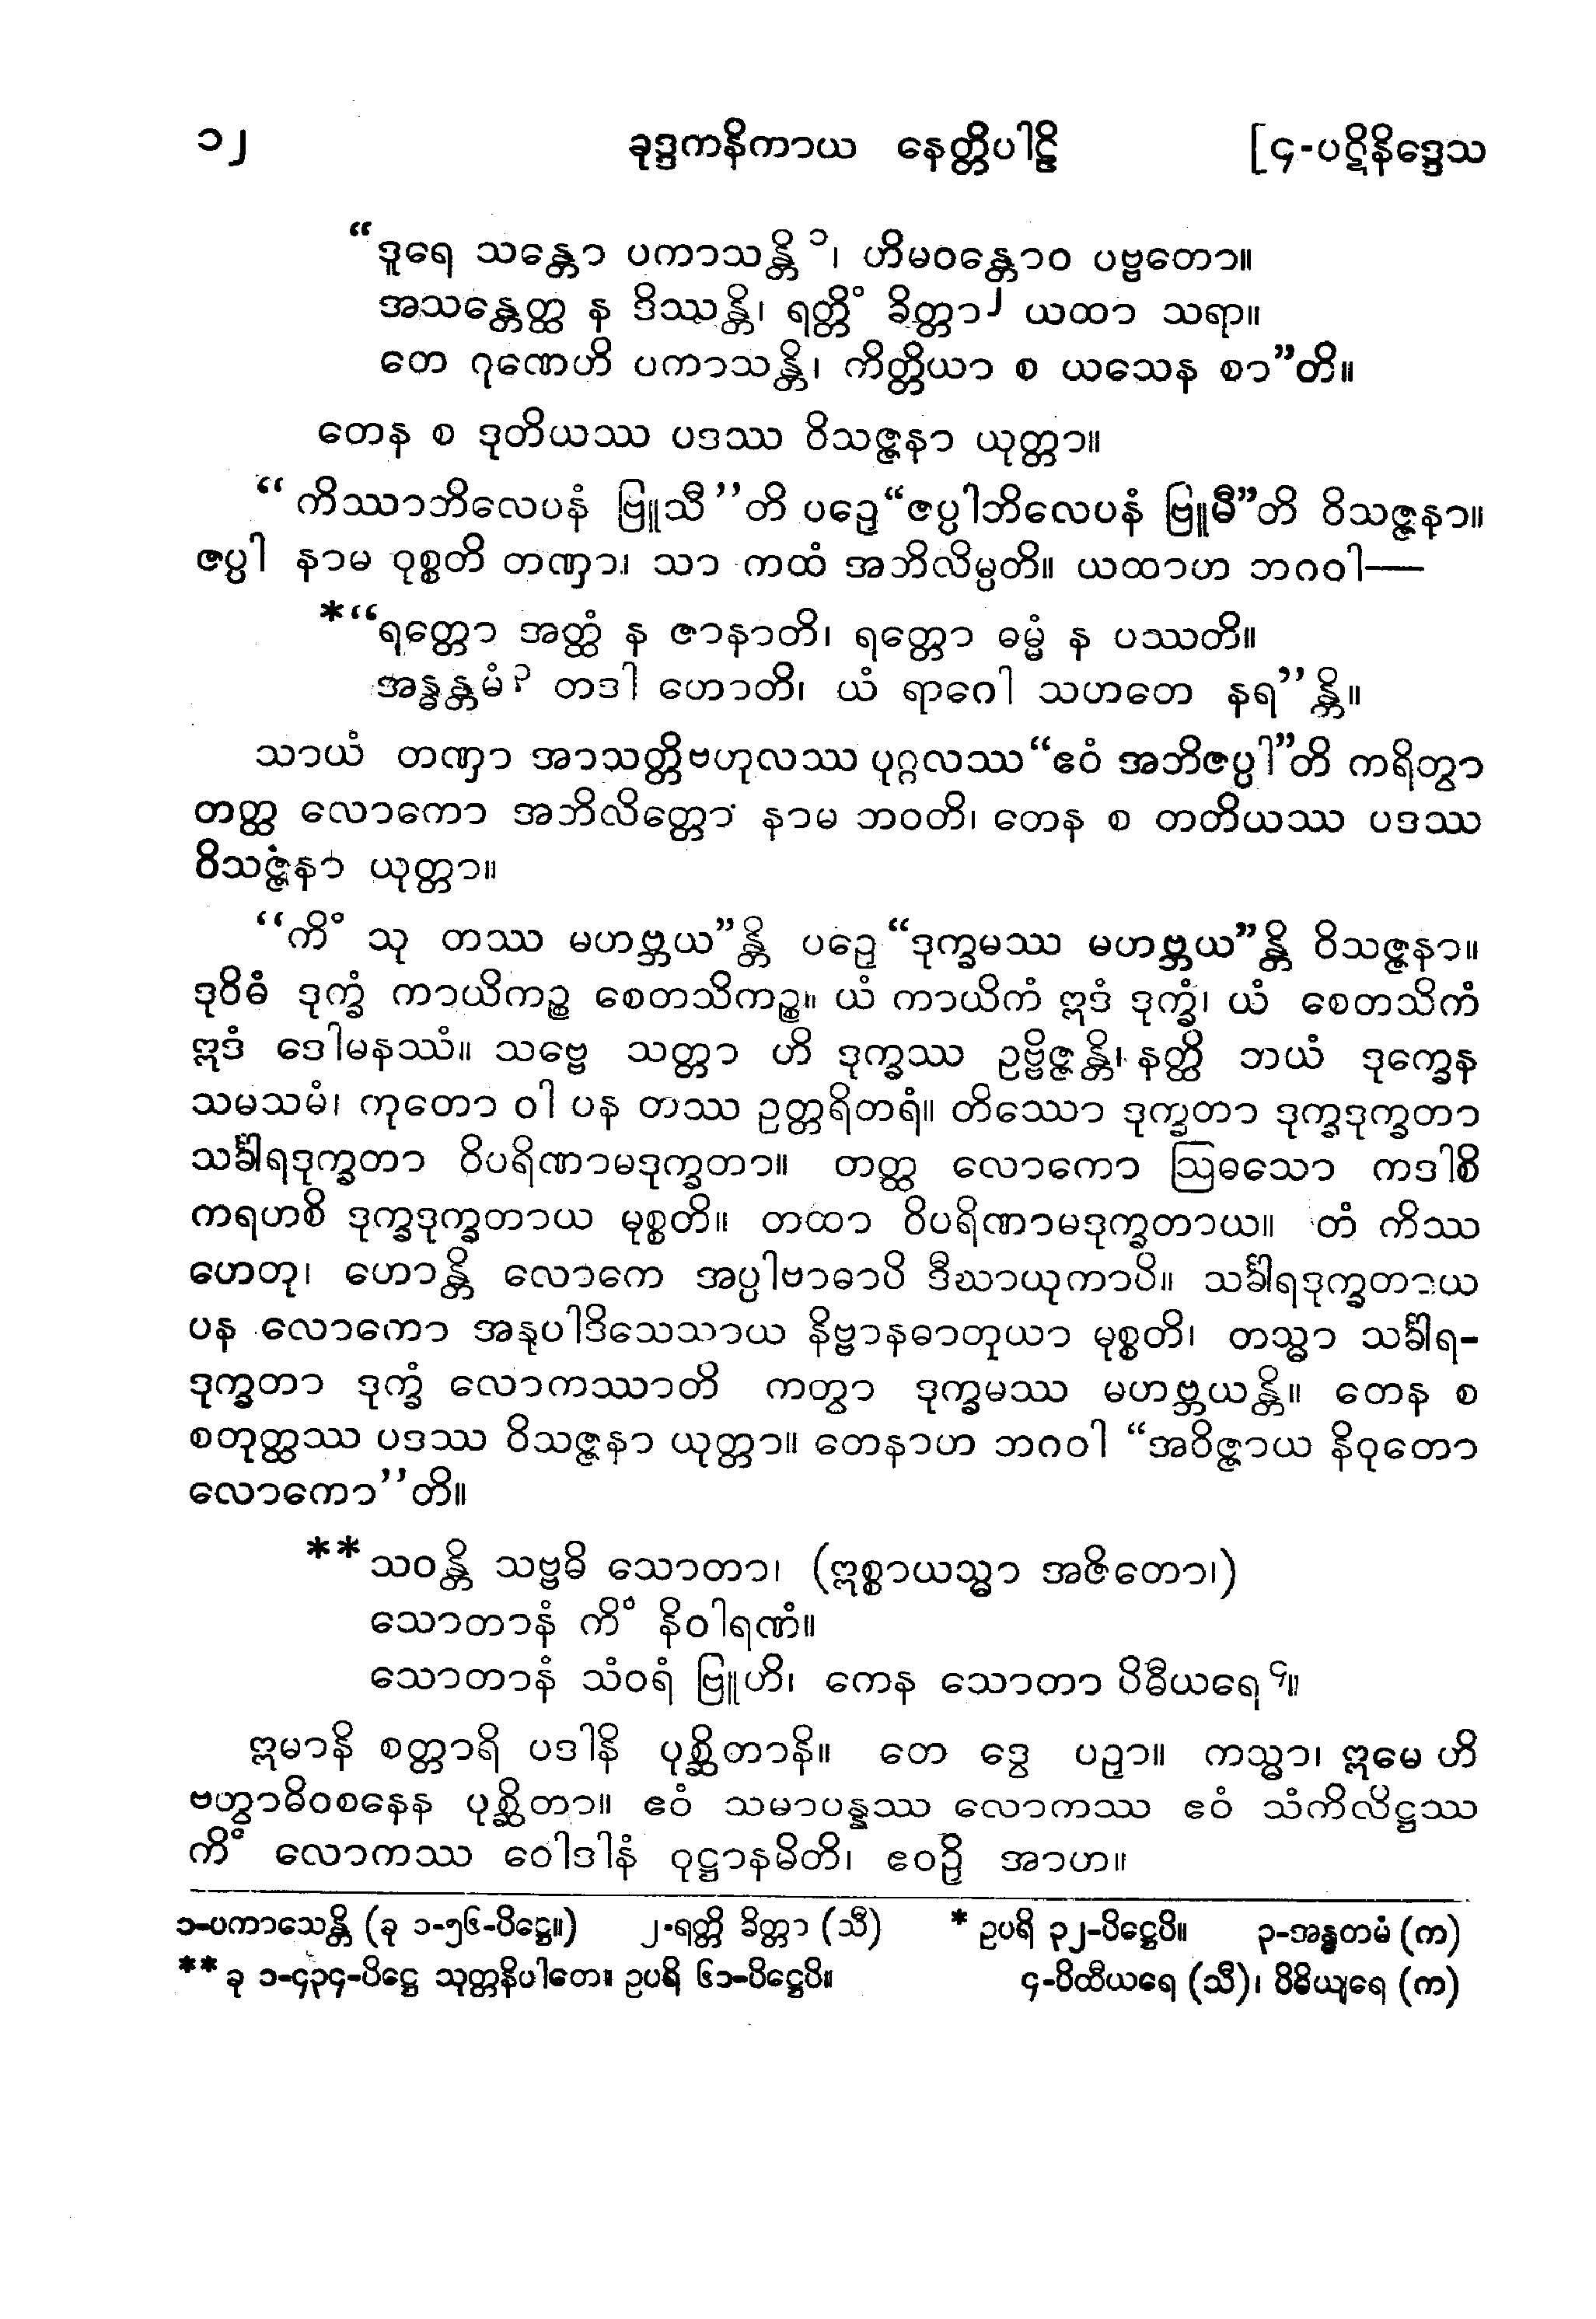 ၁၂ ခုဒ္ဒကနိကာယ နေတ္တိပါဠိ [၄-ပဋိနိဒ္ဒေသ
“ဒူရေ သန္တော ပကာသန္တိ ၁၊ ဟိမဝန္တောဝ ပဗ္ဗတော။
အသန္တေတ္ထ န ဒိဿန္တိ၊ ရတ္တိံ ခိတ္တာ ၂ ယထာ သရာ။
တေ ဂုဏေဟိ ပကာသန္တိ၊ ကိတ္တိယာ စ ယသေန စာ”တိ။
တေန စ ဒုတိယဿ ပဒဿ ဝိသဇ္ဇနာ ယုတ္တာ။
“ကိဿာဘိလေပနံ ဗြူသီ”တိ ပဉှေ“ဇပ္ပါဘိလေပနံ ဗြူမီ”တိ ဝိသဇ္ဇနာ။
ဇပ္ပါ နာမ ဝုစ္စတိ တဏှာ၊ သာ ကထံ အဘိလိမ္ပတိ။ ယထာဟ ဘဂဝါ—
*“ရတ္တော အတ္ထံ န ဇာနာတိ၊ ရတ္တော ဓမ္မံ န ပဿတိ။
အန္ဓန္တမံ ၃ တဒါ ဟောတိ၊ ယံ ရာဂေါ သဟတေ နရ”န္တိ။
သာယံ တဏှာ အာသတ္တိဗဟုလဿ ပုဂ္ဂလဿ“ဧဝံ အဘိဇပ္ပါ”တိ ကရိတွာ
တတ္ထ လောကော အဘိလိတ္တော နာမ ဘဝတိ၊ တေန စ တတိယဿ ပဒဿ
ဝိသဇ္ဇနာ ယုတ္တာ။
“ကိံ သု တဿ မဟဗ္ဘယ”န္တိ ပဉှေ “ဒုက္ခမဿ မဟဗ္ဘယ”န္တိ ဝိသဇ္ဇနာ။
ဒုဝိဓံ ဒုက္ခံ ကာယိကဉ္စ စေတသိကဉ္စ။ ယံ ကာယိကံ ဣဒံ ဒုက္ခံ၊ ယံ စေတသိကံ
ဣဒံ ဒေါမနဿံ။ သဗ္ဗေ သတ္တာ ဟိ ဒုက္ခဿ ဥဗ္ဗိဇ္ဇန္တိ၊ နတ္ထိ ဘယံ ဒုက္ခေန
သမသမံ၊ ကုတော ဝါ ပန တဿ ဥတ္တရိတရံ။ တိဿော ဒုက္ခတာ ဒုက္ခဒုက္ခတာ
သင်္ခါရဒုက္ခတာ ဝိပရိဏာမဒုက္ခတာ။ တတ္ထ လောကော ဩဓသော ကဒါစိ
ကရဟစိ ဒုက္ခဒုက္ခတာယ မုစ္စတိ။ တထာ ဝိပရိဏာမဒုက္ခတာယ။ တံ ကိဿ
ဟေတု၊ ဟောန္တိ လောကေ အပ္ပါဗာဓာပိ ဒီဃာယုကာပိ။ သင်္ခါရဒုက္ခတာယ
ပန လောကော အနုပါဒိသေသာယ နိဗ္ဗာနဓာတုယာ မုစ္စတိ၊ တသ္မာ သင်္ခါရ-
ဒုက္ခတာ ဒုက္ခံ လောကဿာတိ ကတွာ ဒုက္ခမဿ မဟဗ္ဘယန္တိ။ တေန စ
စတုတ္ထဿ ပဒဿ ဝိသဇ္ဇနာ ယုတ္တာ။ တေနာဟ ဘဂဝါ “အဝိဇ္ဇာယ နိဝုတော
လောကော”တိ။
** သဝန္တိ သဗ္ဗဓိ သောတာ၊ (ဣစ္စာယသ္မာ အဇိတော၊)
သောတာနံ ကိံ နိဝါရဏံ။
သောတာနံ သံဝရံ ဗြူဟိ၊ ကေန သောတာ ပိဓီယရေ ၄။
ဣမာနိ စတ္တာရိ ပဒါနိ ပုစ္ဆိတာနိ။ တေ ဒွေ ပဉှာ။ ကသ္မာ၊ ဣမေ ဟိ
ဗဟွာဓိဝစနေန ပုစ္ဆိတာ။ ဧဝံ သမာပန္နဿ လောကဿ ဧဝံ သံကိလိဋ္ဌဿ
ကိံ လောကဿ ဝေါဒါနံ ဝုဋ္ဌာနမိတိ၊ ဧဝဉှိ အာဟ။
၁-ပကာသေန္တိ (ခု ၁-၅၆-ပိဋ္ဌေ။) ၂-ရတ္တိ ခိတ္တာ (သီ) * ဥပရိ ၃၂-ပိဋ္ဌေပိ။ ၃-အန္ဓတမံ (က)
** ခု ၁-၄၃၄-ပိဋ္ဌေ သုတ္တနိပါတေ။ ဥပရိ ၆၁-ပိဋ္ဌေပိ။ ၄-ပိထီယရေ (သီ)၊ ပိဓိယျရေ (က)